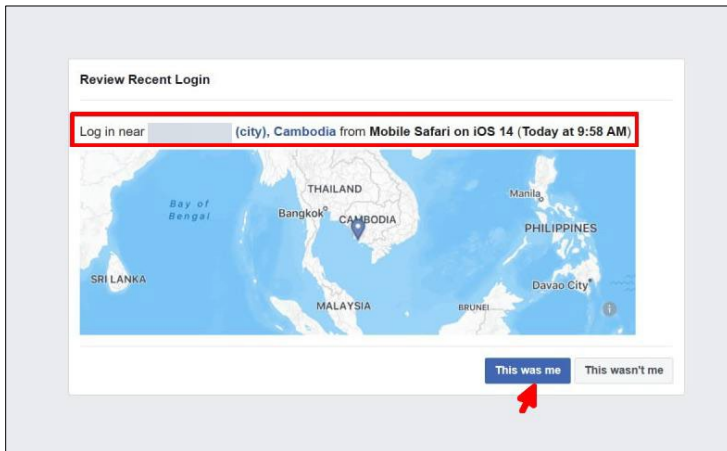 Review Recent Login
Log in near (city), Cambodia from Mobile Safari on iOS 14 (Today at 9:58 AM)
THAILAND
Manila
Bay of
Bengal
Bangkok
CAMBODIA
PHILIPPINES
SRI LANKA
Davao City
MALAYSIA
BRUNEI
This was me
This wasn't me